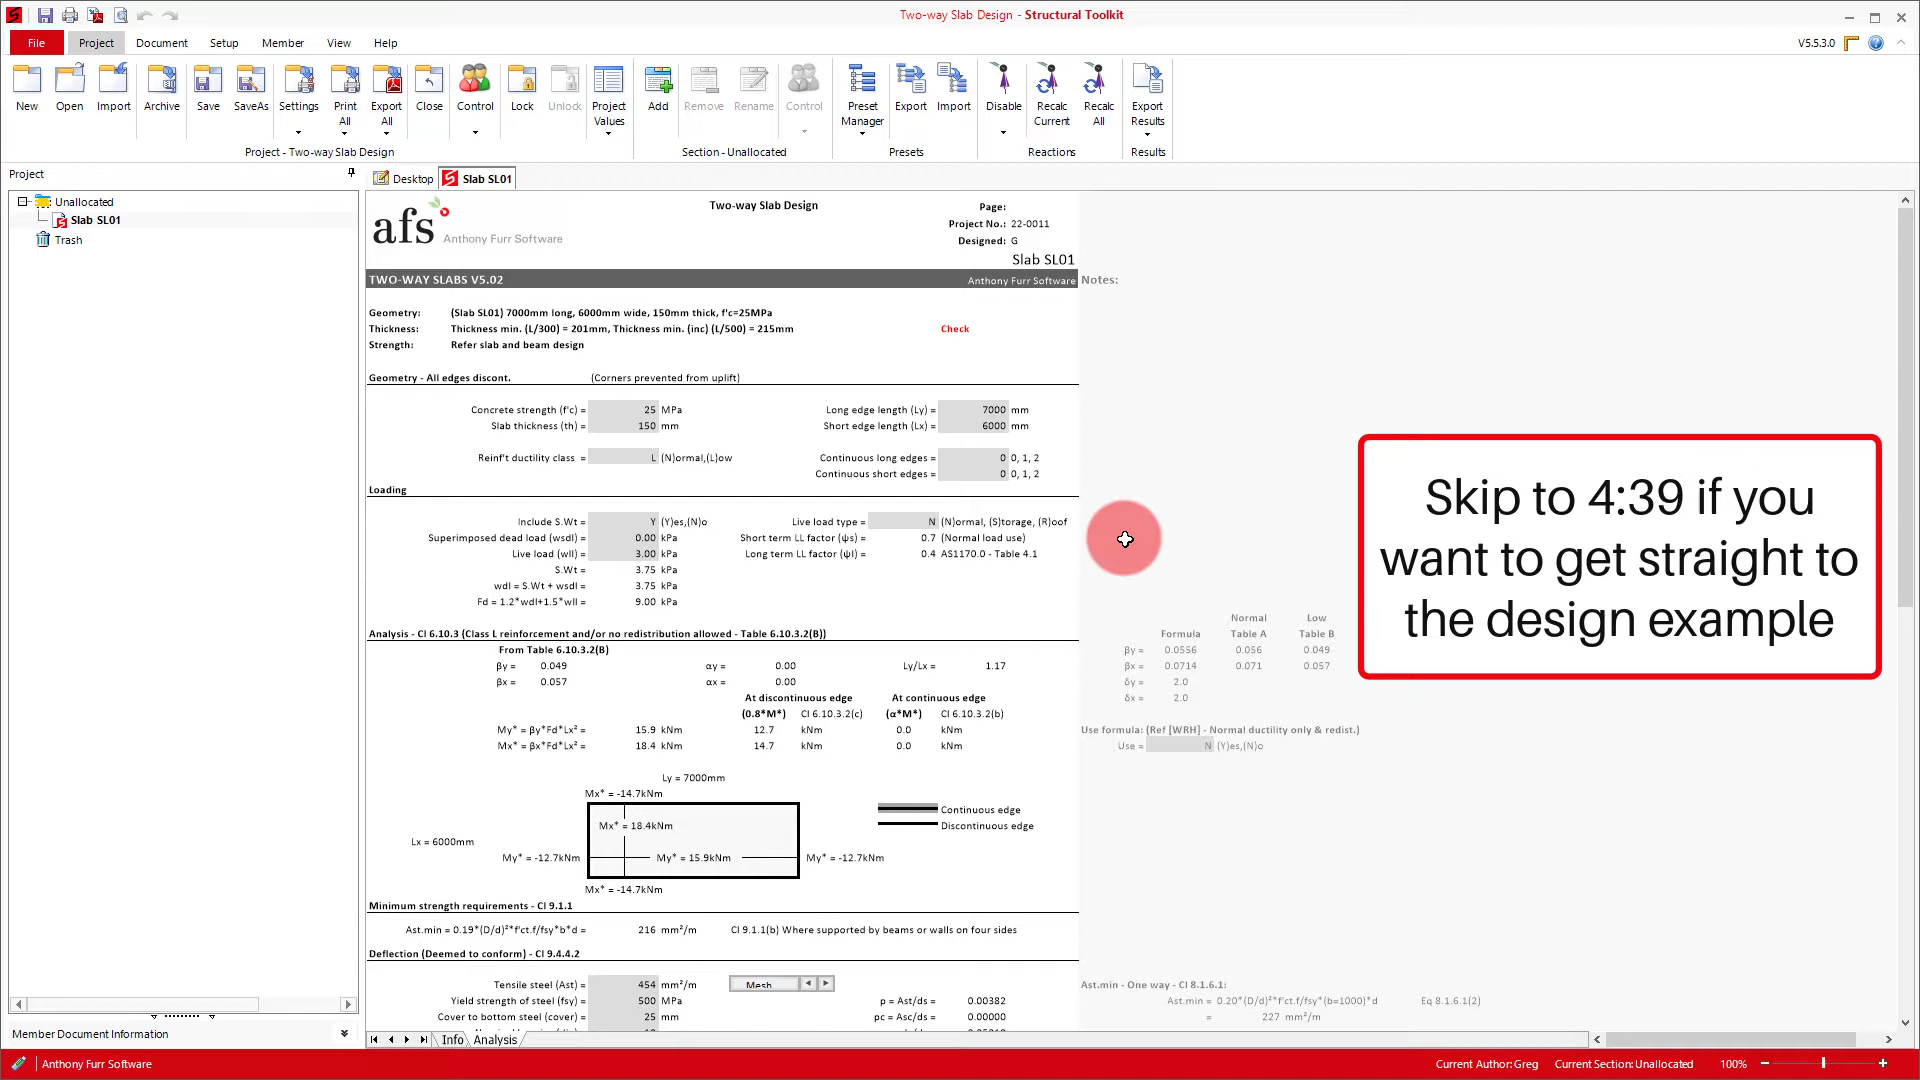 Two-way Slab Design - Structural Toolkit
File Project Document Setup Member View Help V5.5.3.0
New Open Import Archive Save SaveAs Settings Print All Export All Close Control Lock Unlock Project Values Add Remove Rename Control Preset Manager Export Import Disable Recalc Current Recalc All Export Results
Project - Two-way Slab Design Section - Unallocated Presets Reactions Results
Project
Unallocated
Slab SL01
Trash
Desktop Slab SL01
afs Anthony Furr Software
Two-way Slab Design
Page:
Project No.: 22-0011
Designed: G
Slab SL01
TWO-WAY SLABS V5.02 Anthony Furr Software Notes:
Geometry: (Slab SL01) 7000mm long, 6000mm wide, 150mm thick, f'c=25MPa
Thickness: Thickness min. (L/300) = 201mm, Thickness min. (inc) (L/500) = 215mm Check
Strength: Refer slab and beam design
Geometry - All edges discont. (Corners prevented from uplift)
Concrete strength (f'c) = 25 MPa Long edge length (Ly) = 7000 mm
Slab thickness (th) = 150 mm Short edge length (Lx) = 6000 mm
Reinf't ductility class = L (N)ormal,(L)ow Continuous long edges = 0 0, 1, 2
Continuous short edges = 0 0, 1, 2
Loading
Include S.Wt = Y (Y)es,(N)o Live load type = N (N)ormal, (S)torage, (R)oof
Superimposed dead load (wsdl) = 0.00 kPa Short term LL factor (ψs) = 0.7 (Normal load use)
Live load (wll) = 3.00 kPa Long term LL factor (ψl) = 0.4 AS1170.0 - Table 4.1
S.Wt = 3.75 kPa
wdl = S.Wt + wsdl = 3.75 kPa
Fd = 1.2*wdl+1.5*wll = 9.00 kPa
Skip to 4:39 if you
want to get straight to
the design example
Normal Low
Formula Table A Table B
βy = 0.0556 0.056 0.049
βx = 0.0714 0.071 0.057
δy = 2.0
δx = 2.0
Use formula: (Ref [WRH] - Normal ductility only & redist.)
Use = N (Y)es,(N)o
Analysis - Cl 6.10.3 (Class L reinforcement and/or no redistribution allowed - Table 6.10.3.2(B))
From Table 6.10.3.2(B)
βy = 0.049 αy = 0.00 Ly/Lx = 1.17
βx = 0.057 αx = 0.00
At discontinuous edge At continuous edge
(0.8*M*) Cl 6.10.3.2(c) (α*M*) Cl 6.10.3.2(b)
My* = βy*Fd*Lx² = 15.9 kNm 12.7 kNm 0.0 kNm
Mx* = βx*Fd*Lx² = 18.4 kNm 14.7 kNm 0.0 kNm
Ly = 7000mm
Mx* = -14.7kNm
Continuous edge
Mx* = 18.4kNm Discontinuous edge
Lx = 6000mm
My* = -12.7kNm My* = 15.9kNm My* = -12.7kNm
Mx* = -14.7kNm
Minimum strength requirements - Cl 9.1.1
Ast.min = 0.19*(D/d)²*f'ct.f/fsy*b*d = 216 mm²/m Cl 9.1.1(b) Where supported by beams or walls on four sides
Deflection (Deemed to conform) - Cl 9.4.4.2
Tensile steel (Ast) = 454 mm²/m Mesh Ast.min - One way - Cl 8.1.6.1:
Yield strength of steel (fsy) = 500 MPa p = Ast/ds = 0.00382 Ast.min = 0.20*(D/d)²*f'ct.f/fsy*(b=1000)*d Eq 8.1.6.1(2)
Cover to bottom steel (cover) = 25 mm pc = Asc/ds = 0.00000 = 227 mm²/m
Info Analysis
Member Document Information
Anthony Furr Software Current Author:Greg Current Section:Unallocated 100%